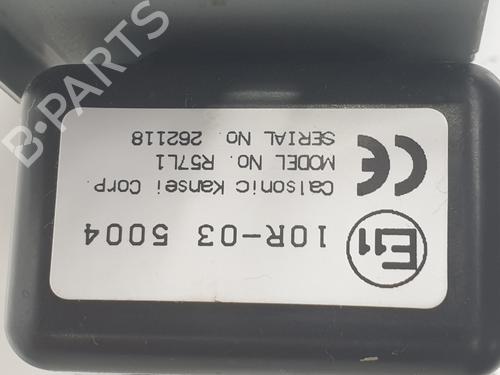 E11
10R-03 5004
Calsonic Kansei Corp.
MODEL No. R57L1
SERIAL No. 262118
CE
B-PARTS